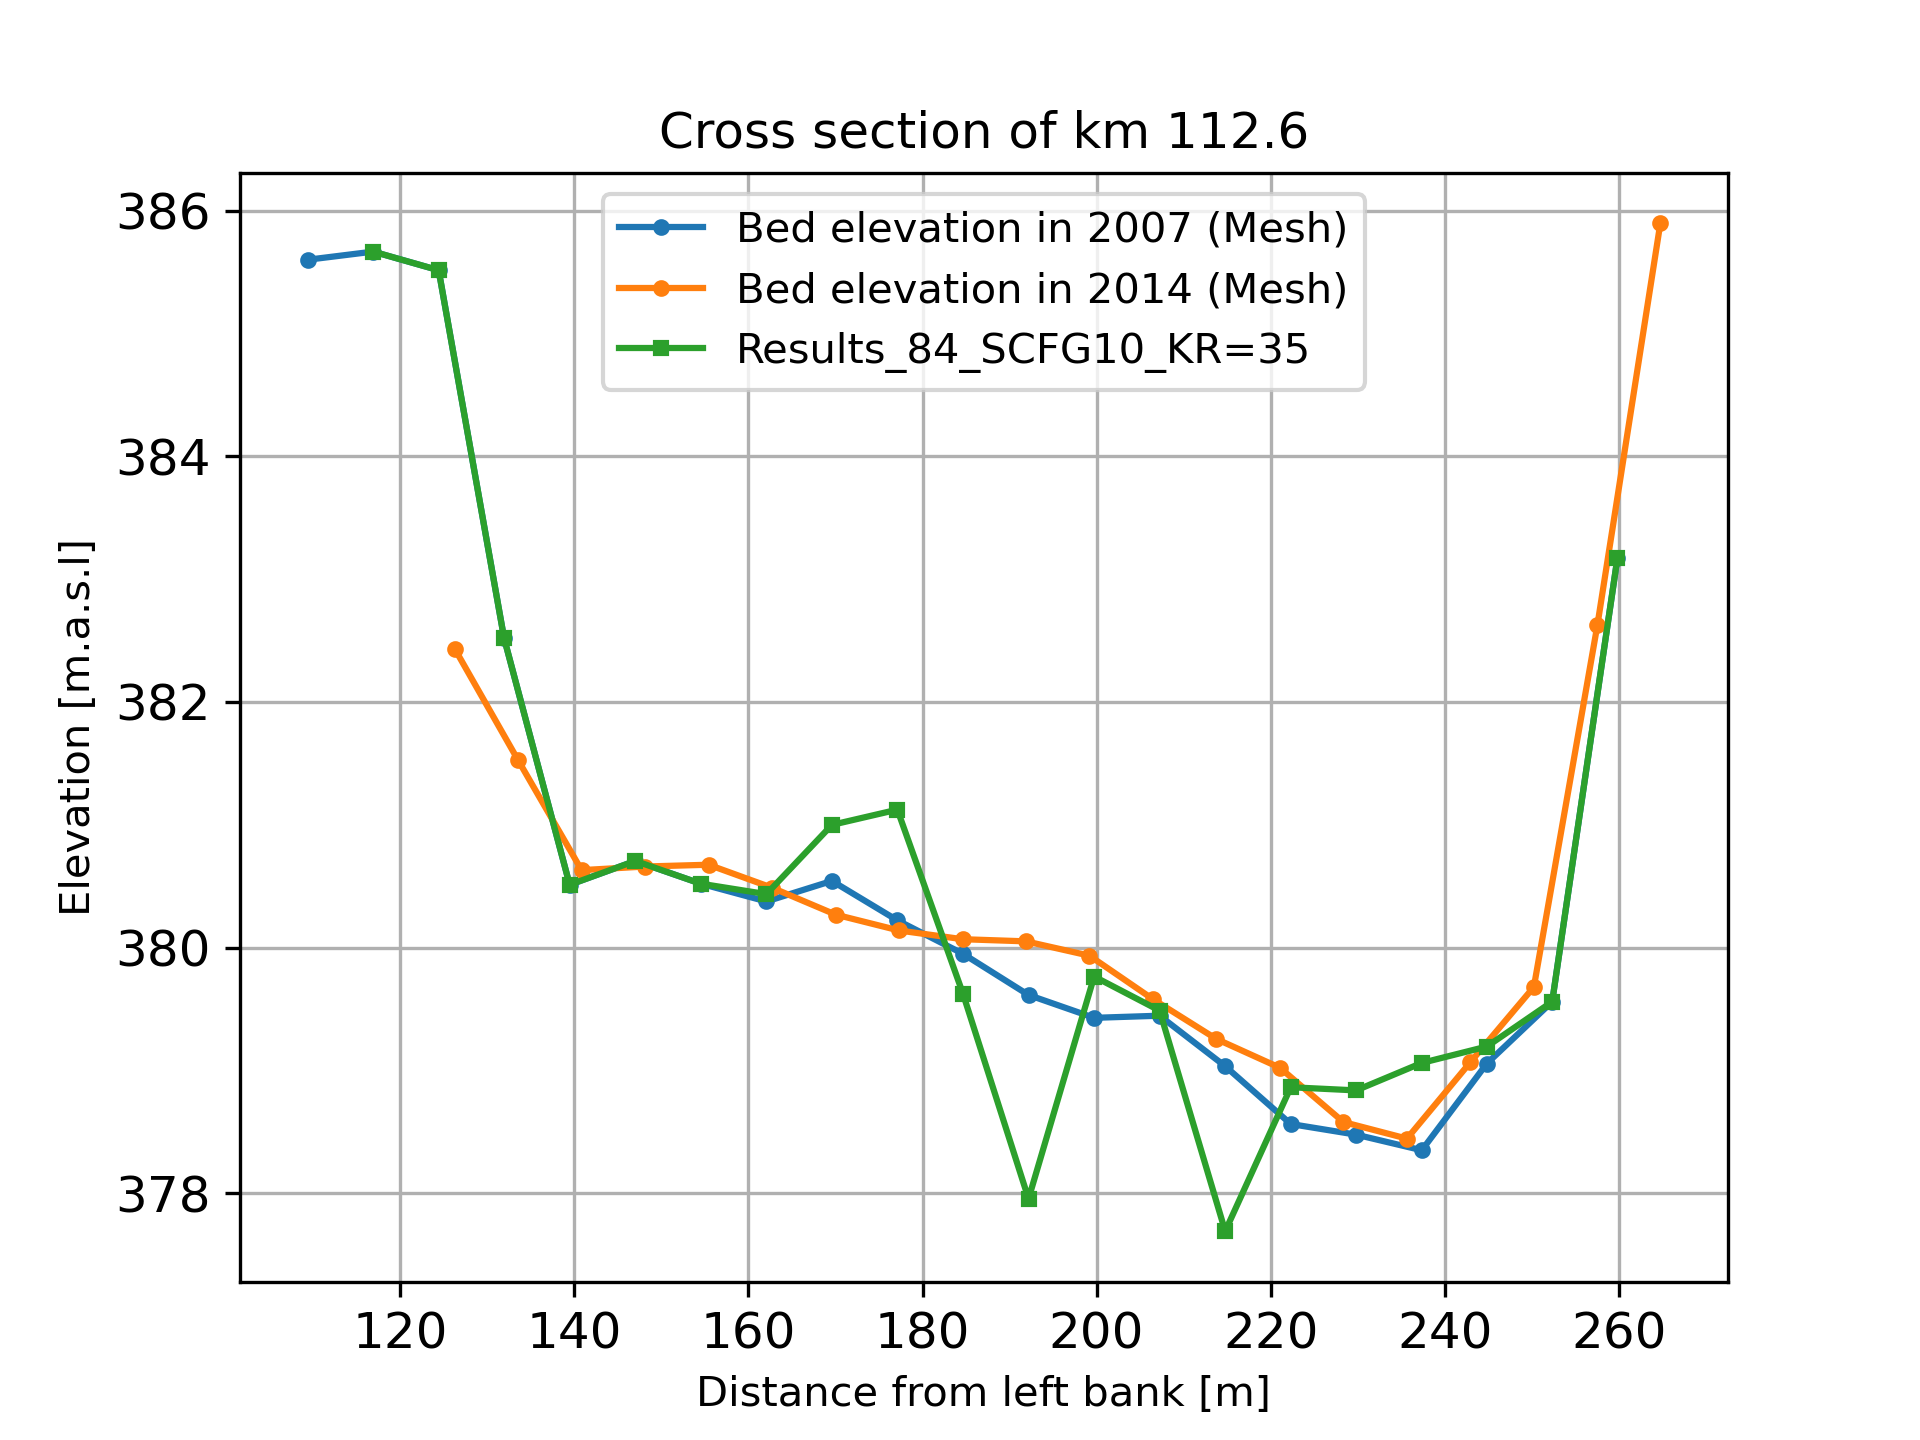 Cross section of km 112.6
Bed elevation in 2007 (Mesh)
Bed elevation in 2014 (Mesh)
Results_84_SCFG10_KR=35
386
384
382
380
378
Elevation [m.a.s.l]
120 140 160 180 200 220 240 260
Distance from left bank [m]